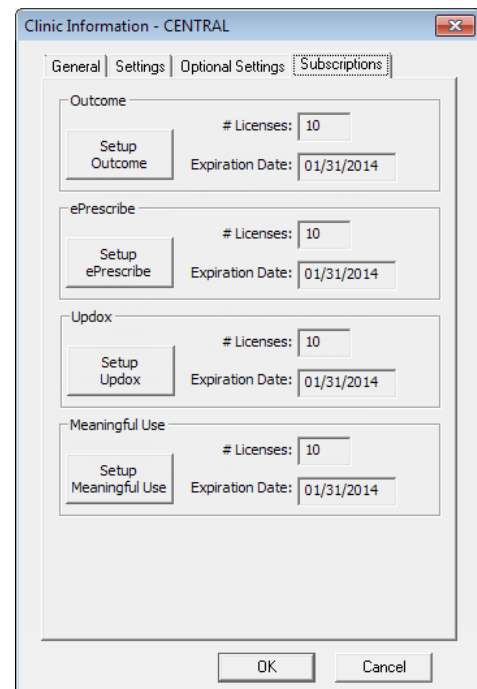 Clinic Information - CENTRAL
General Settings Optional Settings Subscriptions
Outcome
# Licenses: 10
Setup
Outcome
Expiration Date: 01/31/2014
ePrescribe
# Licenses: 10
Setup
ePrescribe
Expiration Date: 01/31/2014
Updox
# Licenses: 10
Setup
Updox
Expiration Date: 01/31/2014
Meaningful Use
# Licenses: 10
Setup
Meaningful Use
Expiration Date: 01/31/2014
OK Cancel